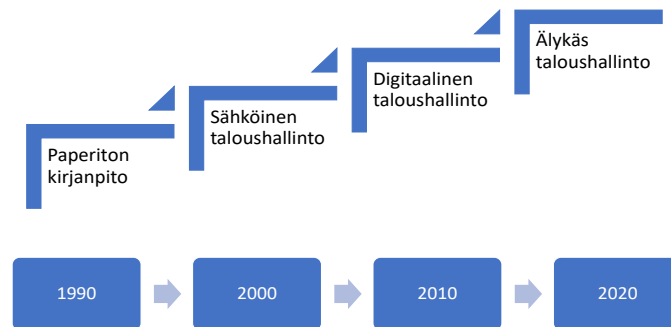 Älykäs
taloushallinto
Digitaalinen
taloushallinto
Sähköinen
taloushallinto
Paperiton
kirjanpito
1990
2000
2010
2020